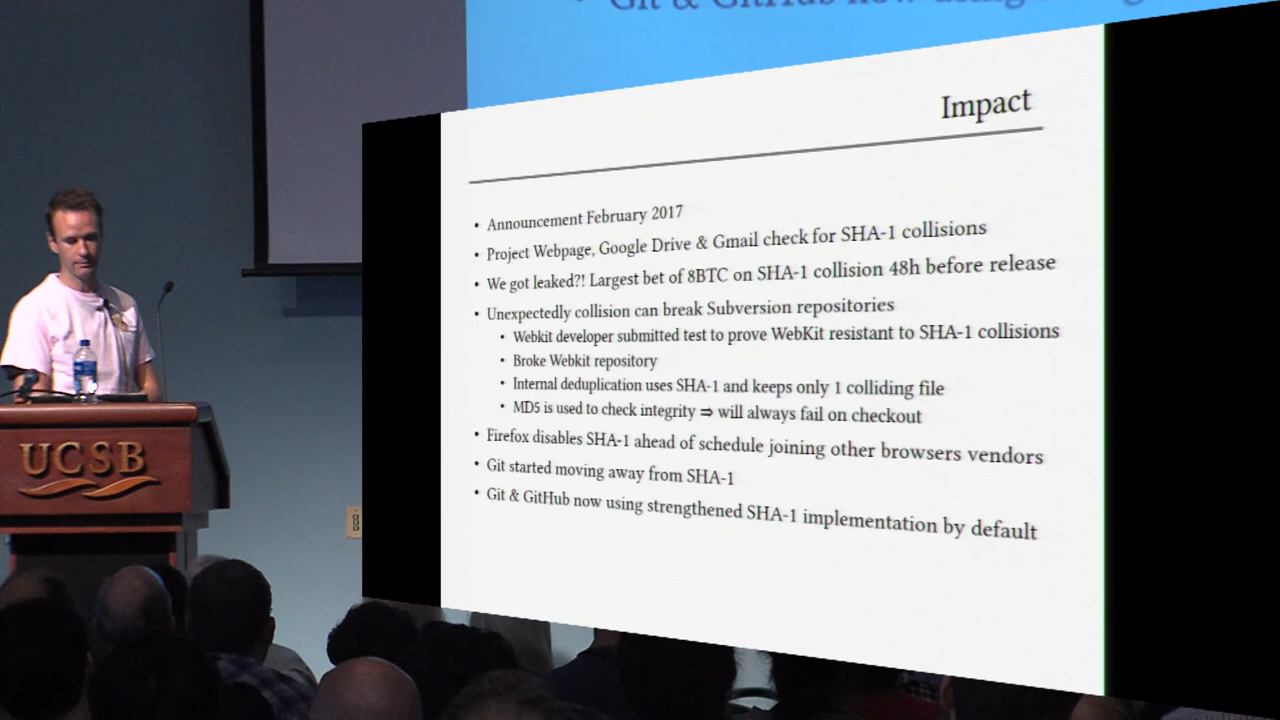 Git & GitHub now using
Impact
• Announcement February 2017
• Project Webpage, Google Drive & Gmail check for SHA-1 collisions
• We got leaked?! Largest bet of 8BTC on SHA-1 collision 48h before release
• Unexpectedly collision can break Subversion repositories
• Webkit developer submitted test to prove WebKit resistant to SHA-1 collisions
• Broke Webkit repository
• Internal deduplication uses SHA-1 and keeps only 1 colliding file
• MD5 is used to check integrity ⇒ will always fail on checkout
• Firefox disables SHA-1 ahead of schedule joining other browsers vendors
• Git started moving away from SHA-1
• Git & GitHub now using strengthened SHA-1 implementation by default
UCSB